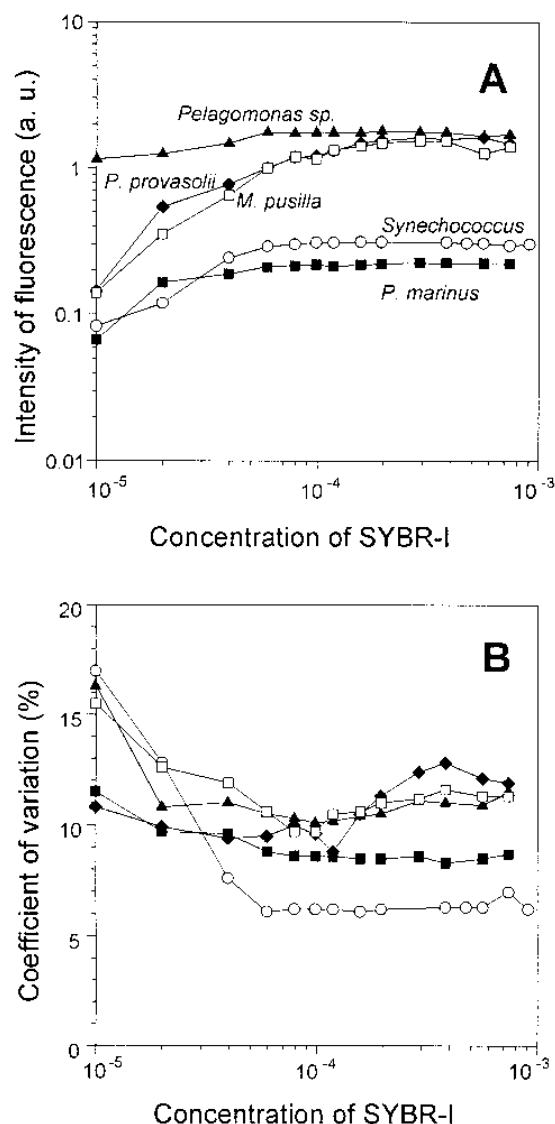 10
A
Pelagomonas sp.
1
P. provasolii
M. pusilla
Synechococcus
P. marinus
0.1
0.01
Intensity of fluorescence (a. u.)
10⁻⁵ 10⁻⁴ 10⁻³
Concentration of SYBR-I
20
B
15
10
5
0
Coefficient of variation (%)
10⁻⁵ 10⁻⁴ 10⁻³
Concentration of SYBR-I